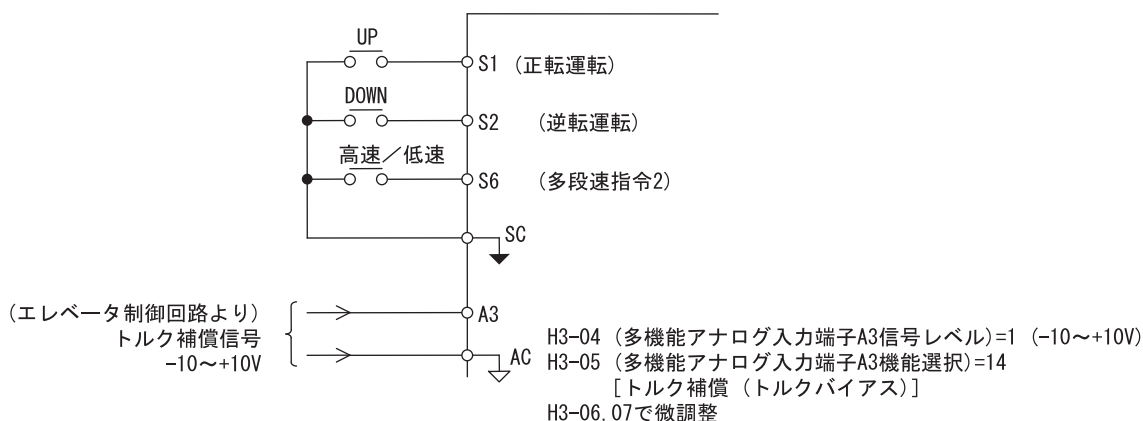 UP
S1 (正転運転)
DOWN
S2 (逆転運転)
高速／低速
S6 (多段速指令2)
SC
(エレベータ制御回路より)
トルク補償信号
-10～+10V
A3
AC
H3-04 (多機能アナログ入力端子A3信号レベル)=1 (-10～+10V)
H3-05 (多機能アナログ入力端子A3機能選択)=14
[トルク補償 (トルクバイアス)]
H3-06.07で微調整